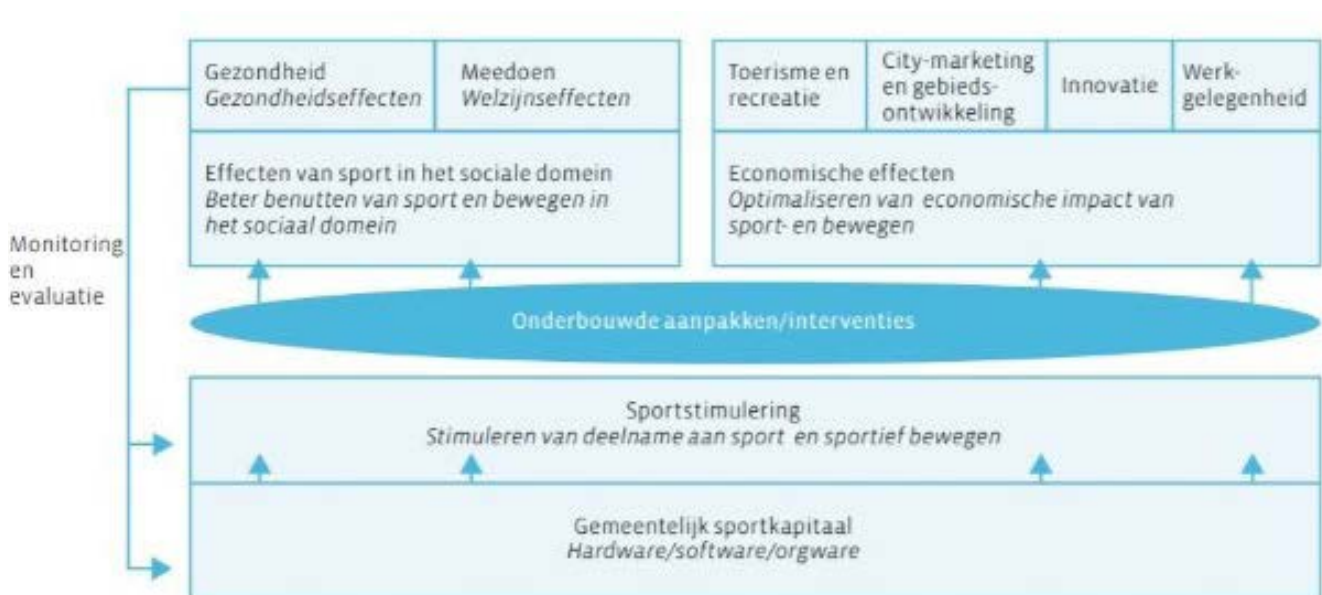 Gezondheid
Gezondheidseffecten
Meedoen
Welzijnseffecten
Toerisme en
recreatie
City-marketing
en gebieds-
ontwikkeling
Innovatie
Werk-
gelegenheid
Effecten van sport in het sociale domein
Beter benutten van sport en bewegen in
het sociaal domein
Economische effecten
Optimaliseren van economische impact van
sport- en bewegen
Monitoring
en
evaluatie
Onderbouwde aanpakken/interventies
Sportstimulering
Stimuleren van deelname aan sport en sportief bewegen
Gemeentelijk sportkapitaal
Hardware/software/orgware